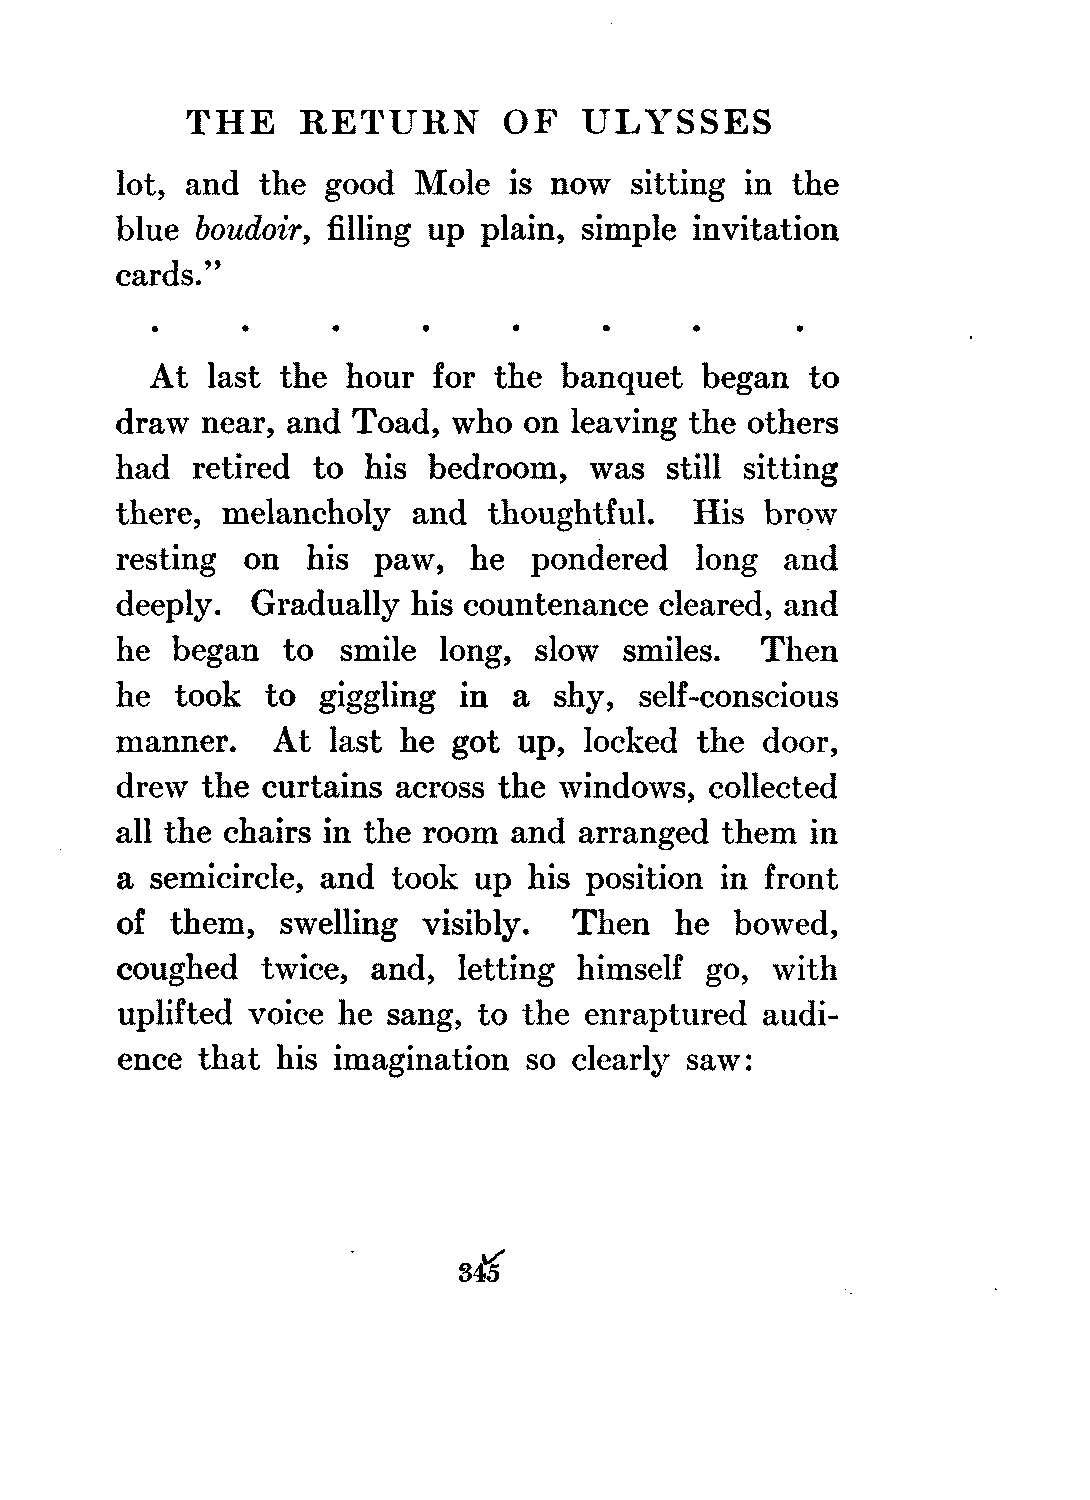 THE RETURN OF ULYSSES
lot, and the good Mole is now sitting in the
blue boudoir, filling up plain, simple invitation
cards."
. . . . . . . .
At last the hour for the banquet began to
draw near, and Toad, who on leaving the others
had retired to his bedroom, was still sitting
there, melancholy and thoughtful. His brow
resting on his paw, he pondered long and
deeply. Gradually his countenance cleared, and
he began to smile long, slow smiles. Then
he took to giggling in a shy, self-conscious
manner. At last he got up, locked the door,
drew the curtains across the windows, collected
all the chairs in the room and arranged them in
a semicircle, and took up his position in front
of them, swelling visibly. Then he bowed,
coughed twice, and, letting himself go, with
uplifted voice he sang, to the enraptured audi-
ence that his imagination so clearly saw:
345